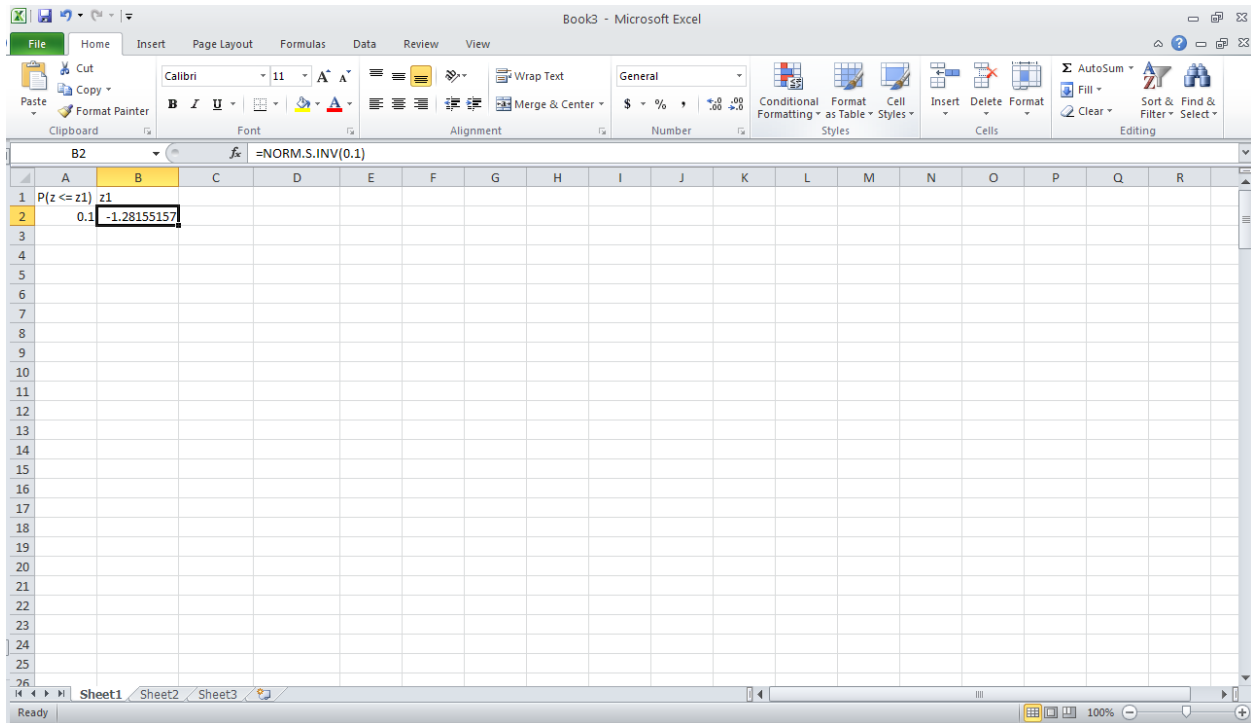 Book3 - Microsoft Excel
File Home Insert Page Layout Formulas Data Review View
Cut
Copy
Format Painter
Paste
Clipboard
Calibri 11 A A
B I U A
Font
Wrap Text
Merge & Center
Alignment
General
$ % , .0 .00 .00 .0
Number
Conditional Formatting
Format as Table
Cell Styles
Styles
Insert Delete Format
Cells
Σ AutoSum
Fill
Clear
Sort & Filter
Find & Select
Editing
B2 fx =NORM.S.INV(0.1)
A B C D E F G H I J K L M N O P Q R
1 P(z <= z1) z1
2 0.1 -1.28155157
3
4
5
6
7
8
9
10
11
12
13
14
15
16
17
18
19
20
21
22
23
24
25
26
Sheet1 Sheet2 Sheet3
Ready 100%